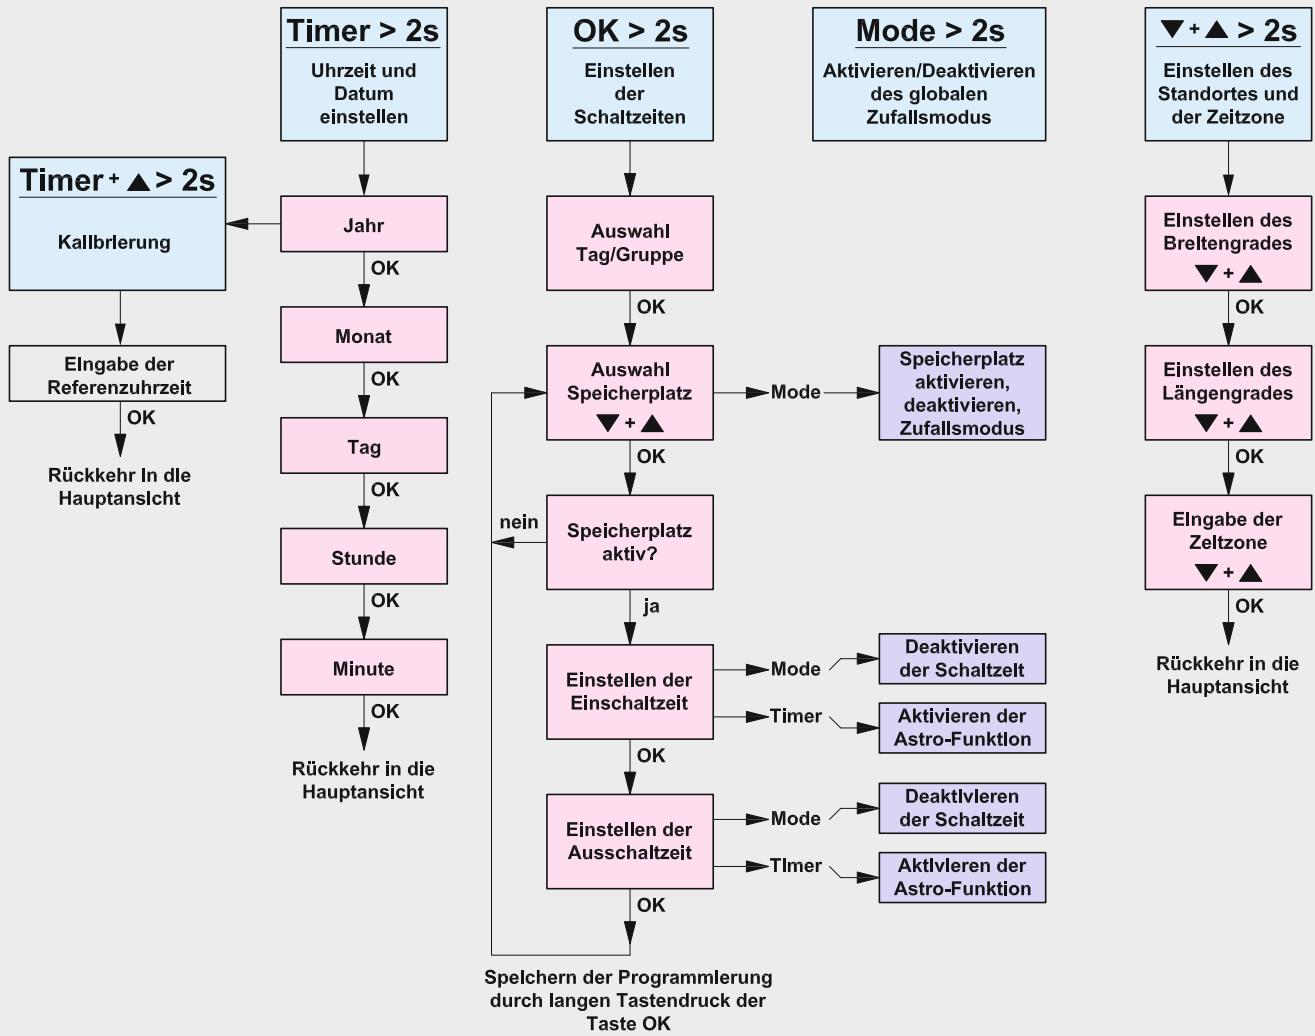 Timer > 2s
Uhrzeit und
Datum
einstellen
Jahr
OK
Monat
OK
Tag
OK
Stunde
OK
Minute
OK
Rückkehr in die
Hauptansicht
Timer + ▲ > 2s
KalIbrIerung
EIngabe der
Referenzuhrzeit
OK
Rückkehr In dIe
HauptansIcht
OK > 2s
Einstellen
der
Schaltzeiten
Auswahl
Tag/Gruppe
OK
Auswahl
Speicherplatz
▼ + ▲
Mode
Speicherplatz
aktivieren,
deaktivieren,
Zufallsmodus
OK
Speicherplatz
aktiv?
nein
ja
Einstellen der
Einschaltzeit
Mode
Deaktivieren
der SchaltzeIt
Timer
Aktivieren der
Astro-FunktIon
OK
Einstellen der
Ausschaltzeit
Mode
DeaktIvIeren
der Schaltzeit
TImer
AktIvIeren der
Astro-Funktion
OK
SpeIchern der ProgrammIerung
durch langen Tastendruck der
Taste OK
Mode > 2s
Aktivieren/Deaktivieren
des globalen
Zufallsmodus
▼ + ▲ > 2s
Einstellen des
Standortes und
der Zeitzone
EInstellen des
Breitengrades
▼ + ▲
OK
Einstellen des
Längengrades
▼ + ▲
OK
EIngabe der
ZeItzone
▼ + ▲
OK
Rückkehr in die
Hauptansicht